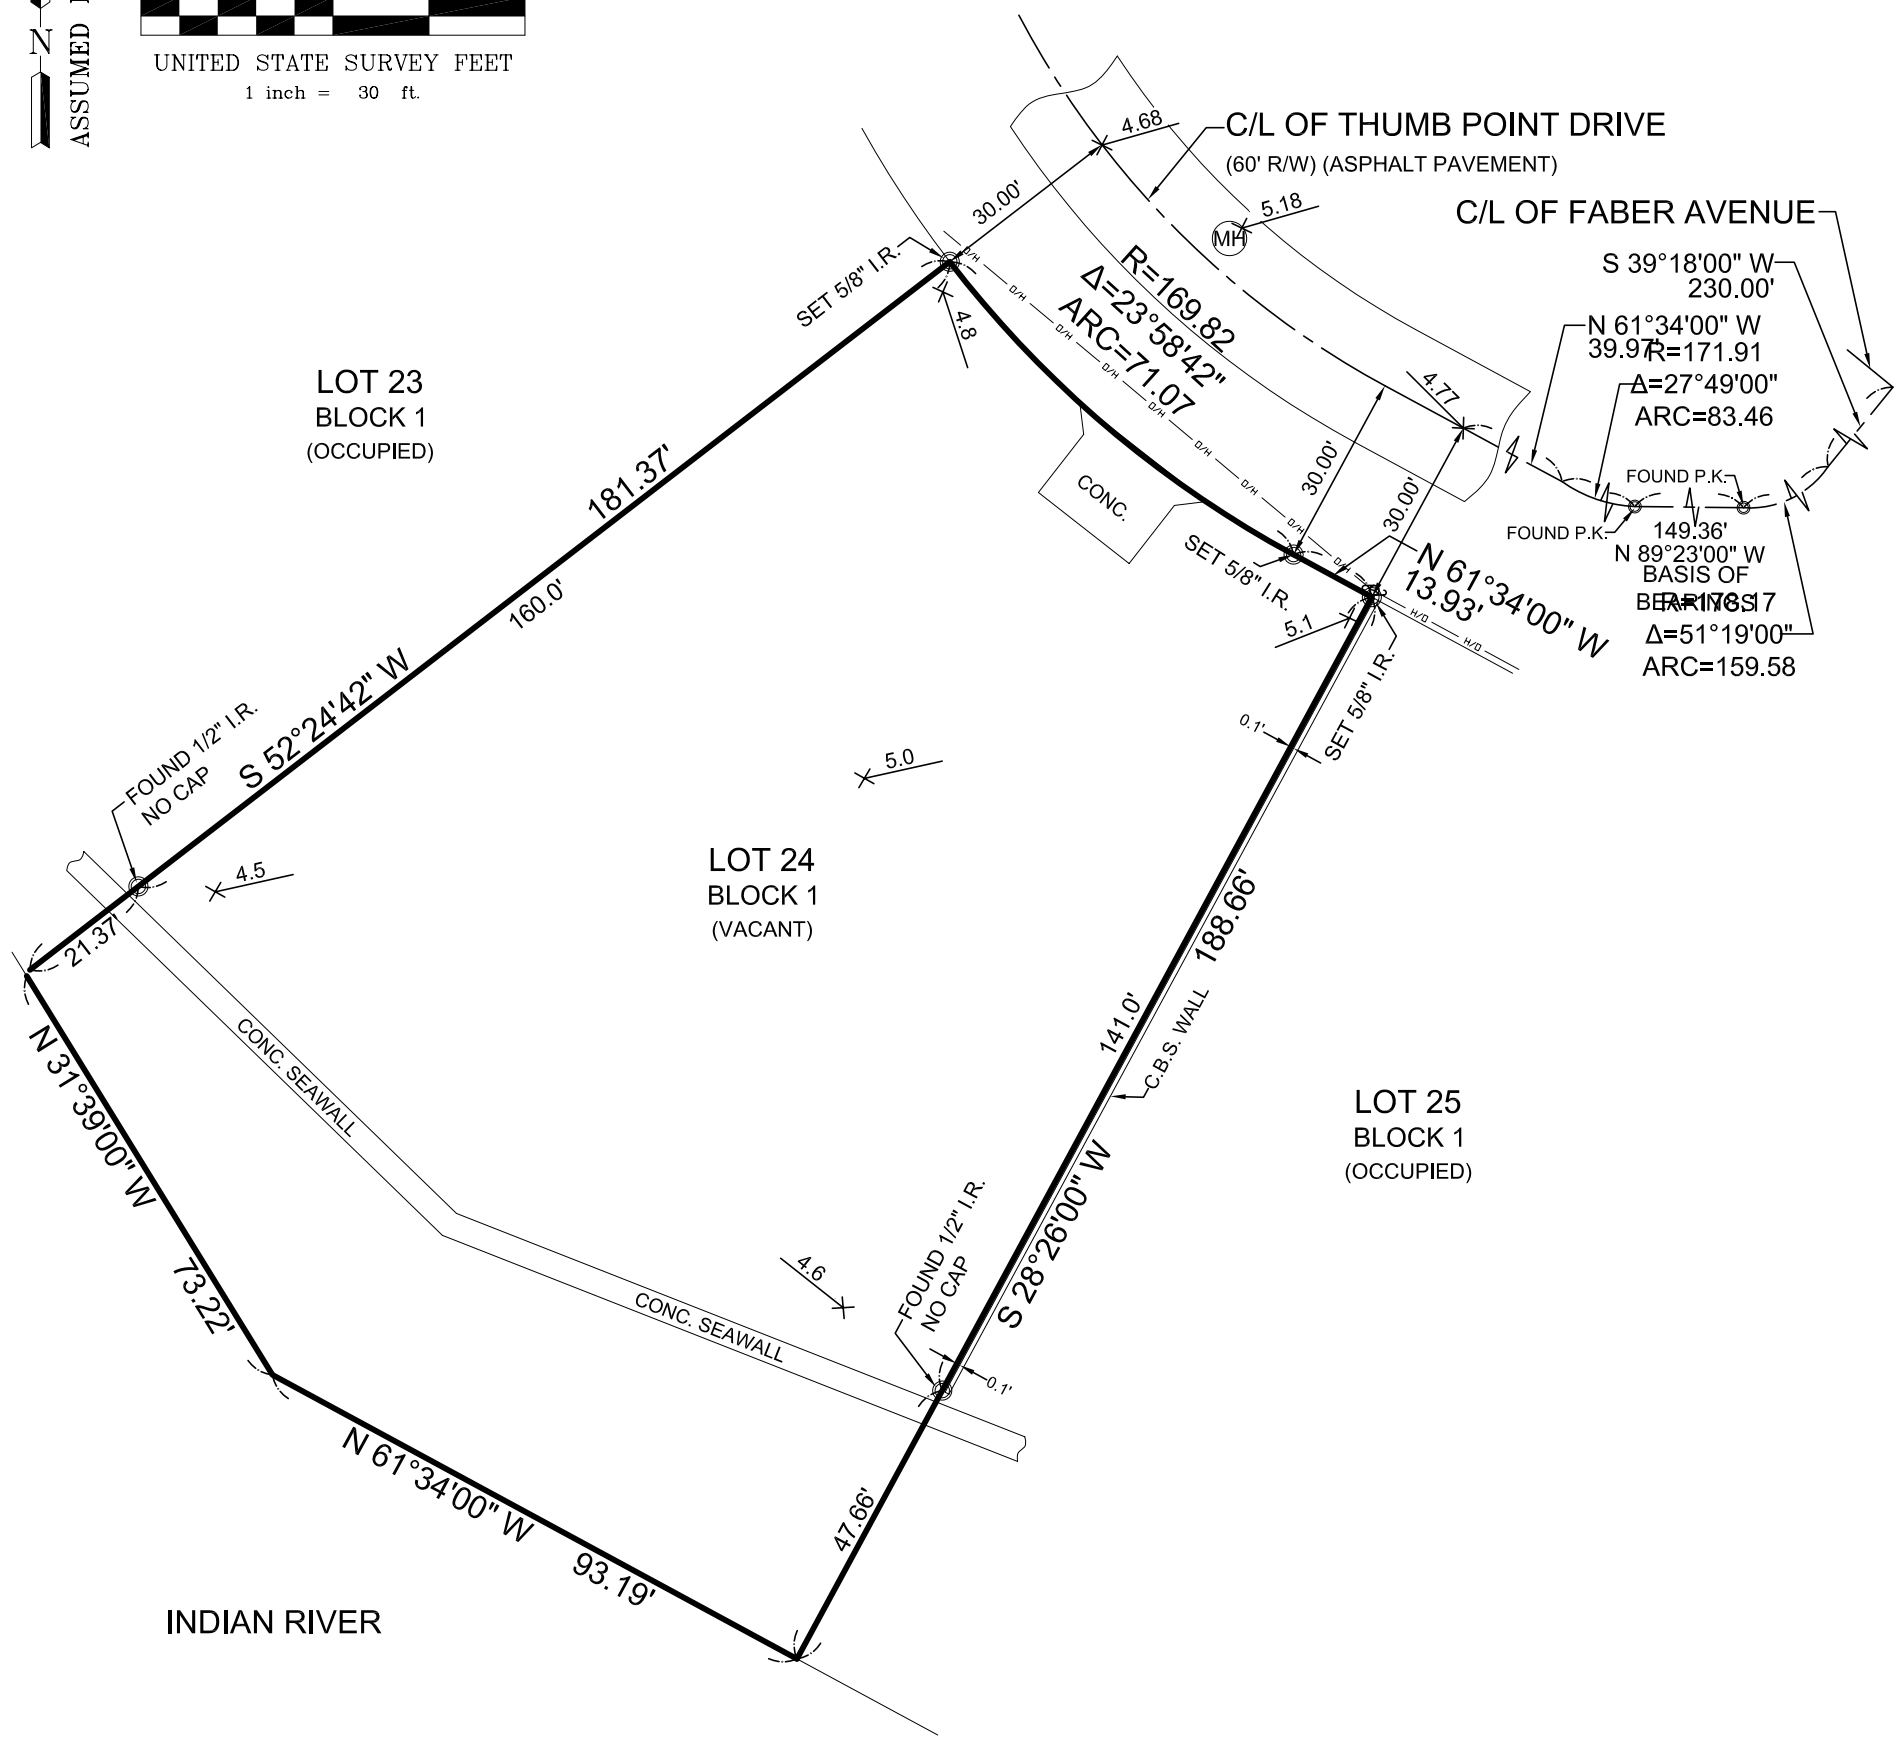 N
ASSUMED
UNITED STATE SURVEY FEET
1 inch = 30 ft.
4.68
C/L OF THUMB POINT DRIVE
(60' R/W) (ASPHALT PAVEMENT)
30.00'
5.18
MH
C/L OF FABER AVENUE
S 39°18'00" W
230.00'
N 61°34'00" W
39.97'
R=171.91
Δ=27°49'00"
ARC=83.46
FOUND P.K.
FOUND P.K.
149.36'
N 89°23'00" W
BASIS OF
BEARINGS
R=178.17
Δ=51°19'00"
ARC=159.58
SET 5/8" I.R.
4.8
O/H
O/H
O/H
O/H
O/H
O/H
O/H
O/H
O/H
R=169.82
Δ=23°58'42"
ARC=71.07
4.77
30.00'
30.00'
CONC.
SET 5/8" I.R.
N 61°34'00" W
13.93'
O/H
O/H
5.1
SET 5/8" I.R.
0.1'
LOT 23
BLOCK 1
(OCCUPIED)
181.37'
160.0'
S 52°24'42" W
FOUND 1/2" I.R.
NO CAP
4.5
21.37'
5.0
LOT 24
BLOCK 1
(VACANT)
188.66'
141.0'
C.B.S. WALL
S 28°26'00" W
LOT 25
BLOCK 1
(OCCUPIED)
N 31°39'00" W
73.22'
CONC. SEAWALL
CONC. SEAWALL
4.6
FOUND 1/2" I.R.
NO CAP
0.1'
N 61°34'00" W
93.19'
47.66'
INDIAN RIVER